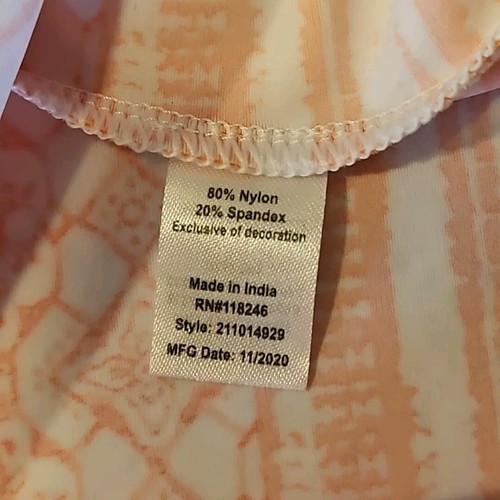 80% Nylon
20% Spandex
Exclusive of decoration
Made in India
RN#118246
Style: 211014929
MFG Date: 11/2020